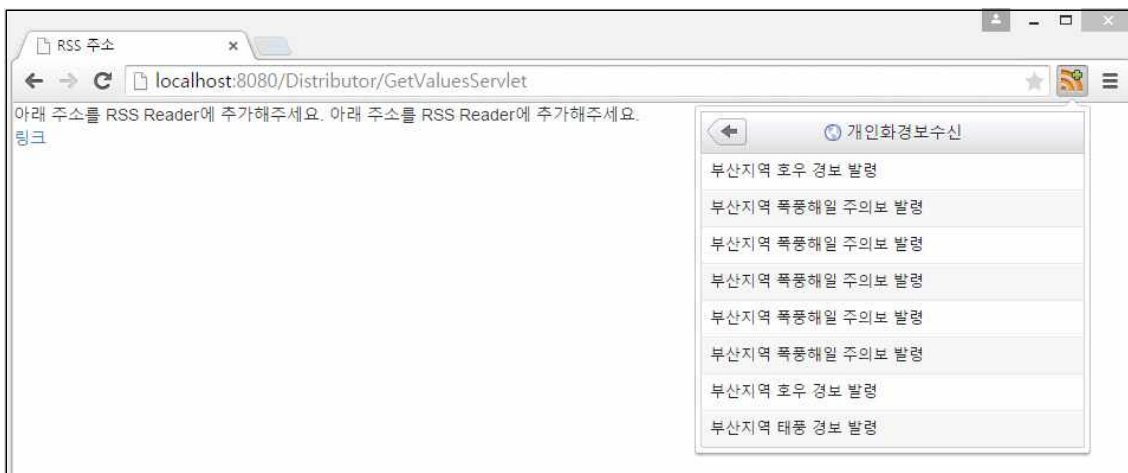 RSS 주소
localhost:8080/Distributor/GetValuesServlet
아래 주소를 RSS Reader에 추가해주세요. 아래 주소를 RSS Reader에 추가해주세요.
링크
개인화경보수신
부산지역 호우 경보 발령
부산지역 폭풍해일 주의보 발령
부산지역 폭풍해일 주의보 발령
부산지역 폭풍해일 주의보 발령
부산지역 폭풍해일 주의보 발령
부산지역 폭풍해일 주의보 발령
부산지역 호우 경보 발령
부산지역 태풍 경보 발령